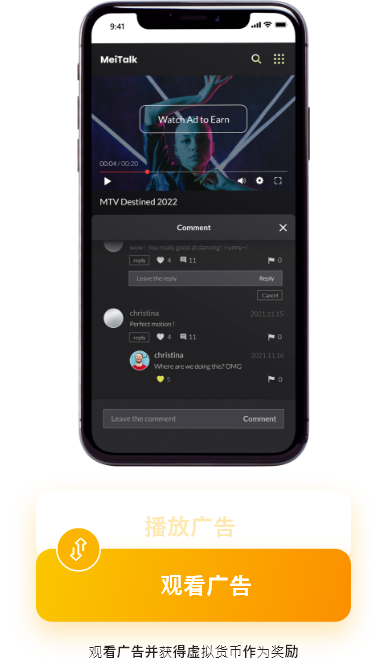 9:41
MeiTalk
Watch Ad to Earn
00:04 / 00:20
MTV Destined 2022
Comment
wow! You really good at dancing! Funny~!
reply 4 11 0
Leave the reply Reply
Cancel
christina 2021.11.15
Perfect motion !
reply 4 11 0
christina 2021.11.16
Where are we doing this? OMG
5 0
Leave the comment Comment
播放广告
观看广告
观看广告并获得虚拟货币作为奖励